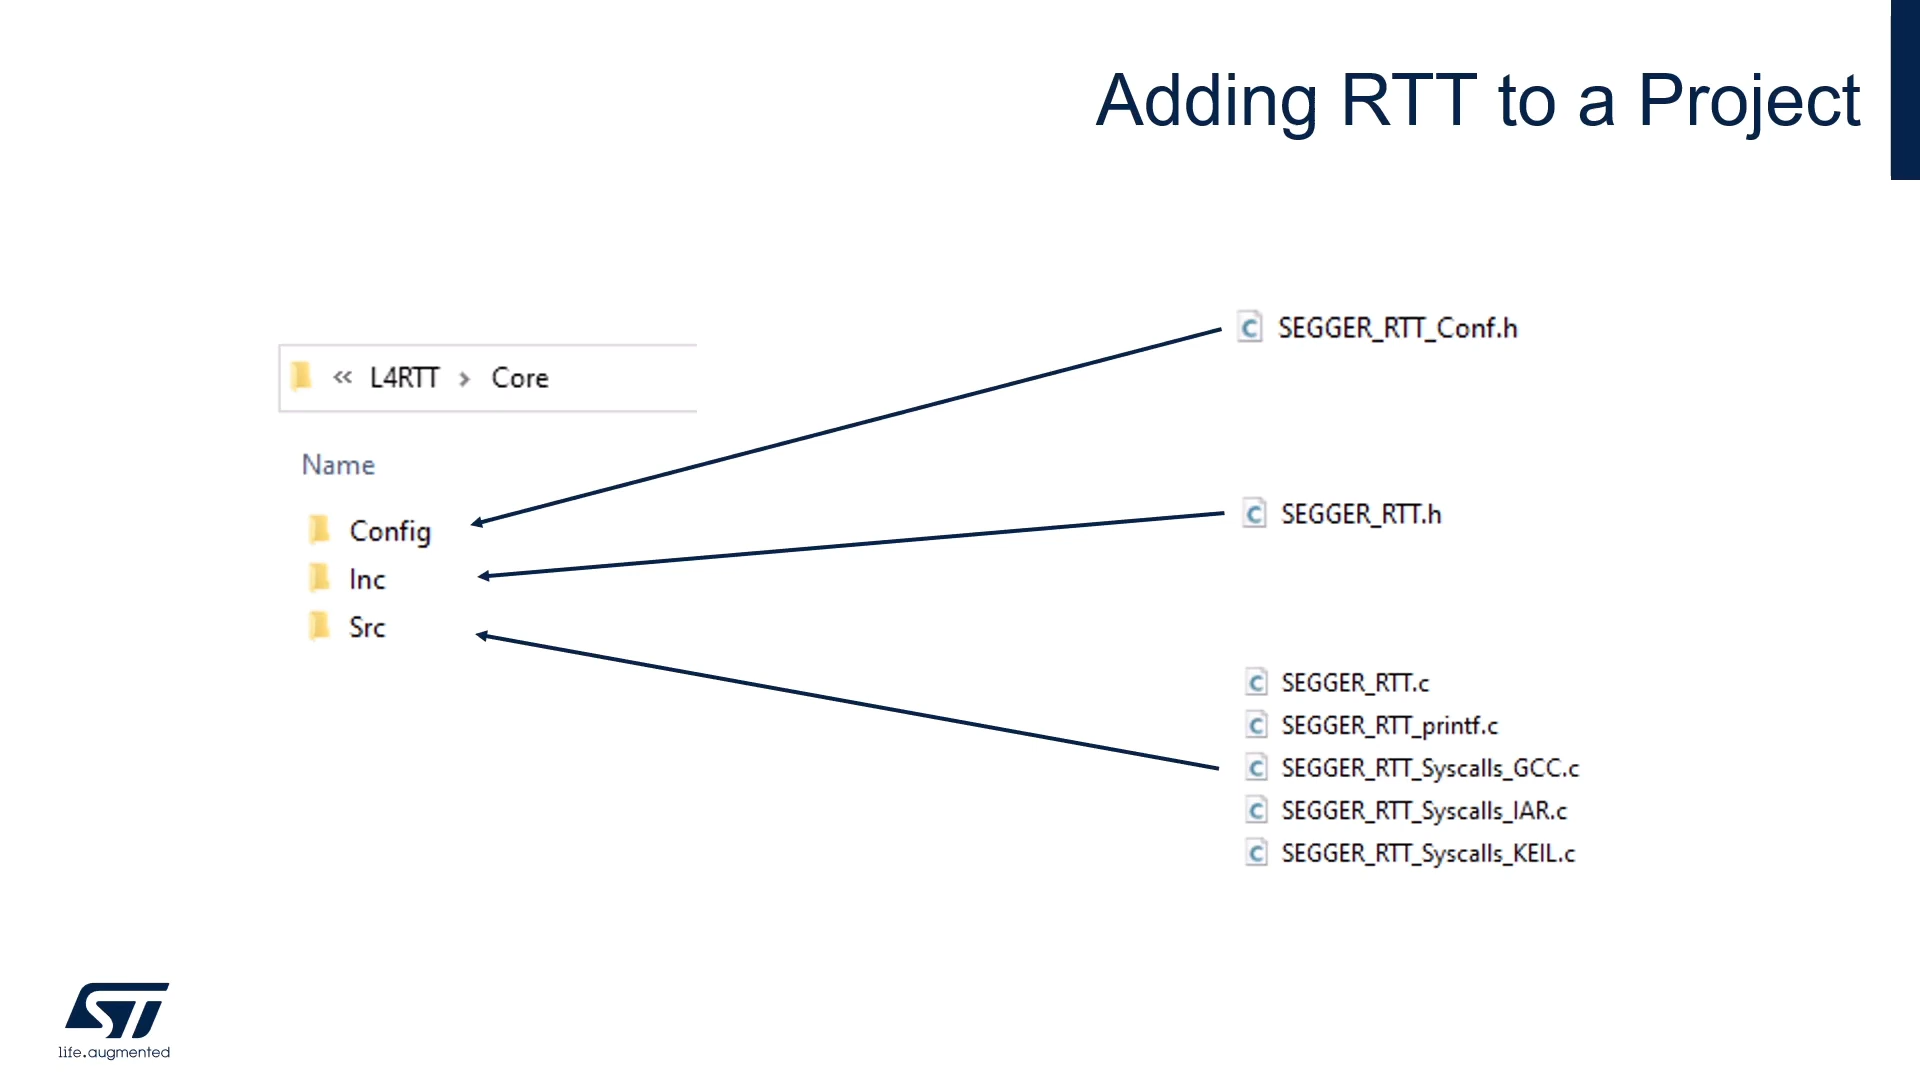 Adding RTT to a Project
« L4RTT > Core
Name
Config
Inc
Src
SEGGER_RTT_Conf.h
SEGGER_RTT.h
SEGGER_RTT.c
SEGGER_RTT_printf.c
SEGGER_RTT_Syscalls_GCC.c
SEGGER_RTT_Syscalls_IAR.c
SEGGER_RTT_Syscalls_KEIL.c
ST
life.augmented